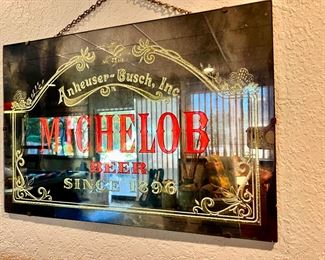 Anheuser-Busch, Inc.
MICHELOB
BEER
SINCE 1896